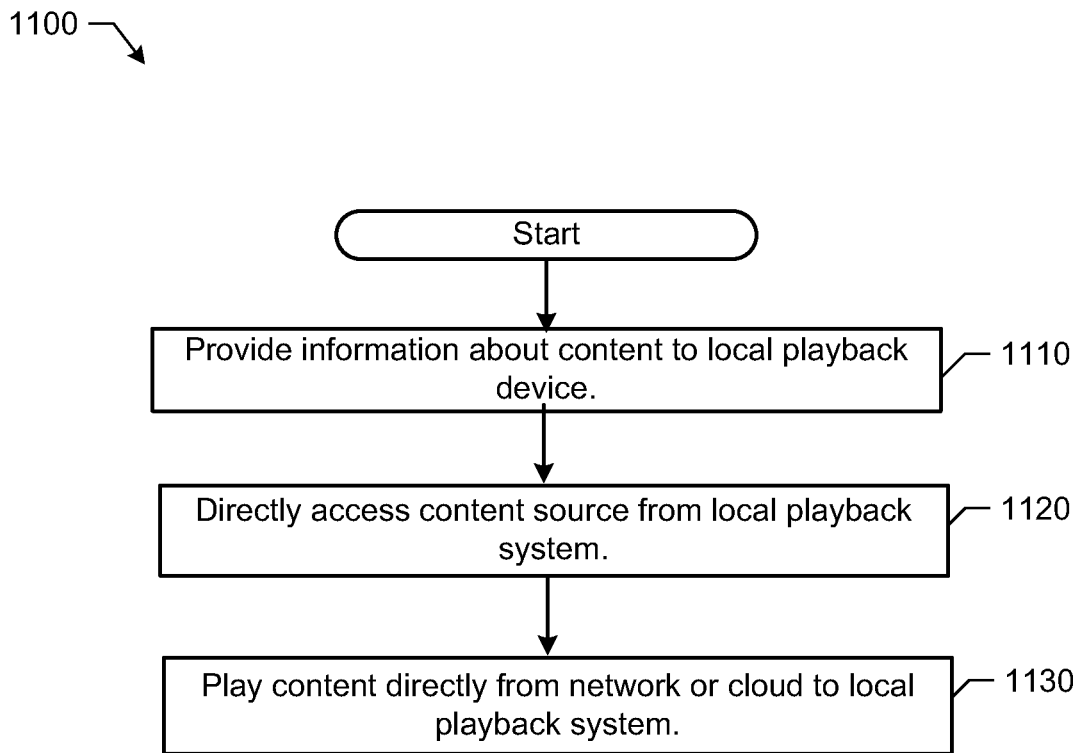 1100
Start
Provide information about content to local playback
device.
1110
Directly access content source from local playback
system.
1120
Play content directly from network or cloud to local
playback system.
1130